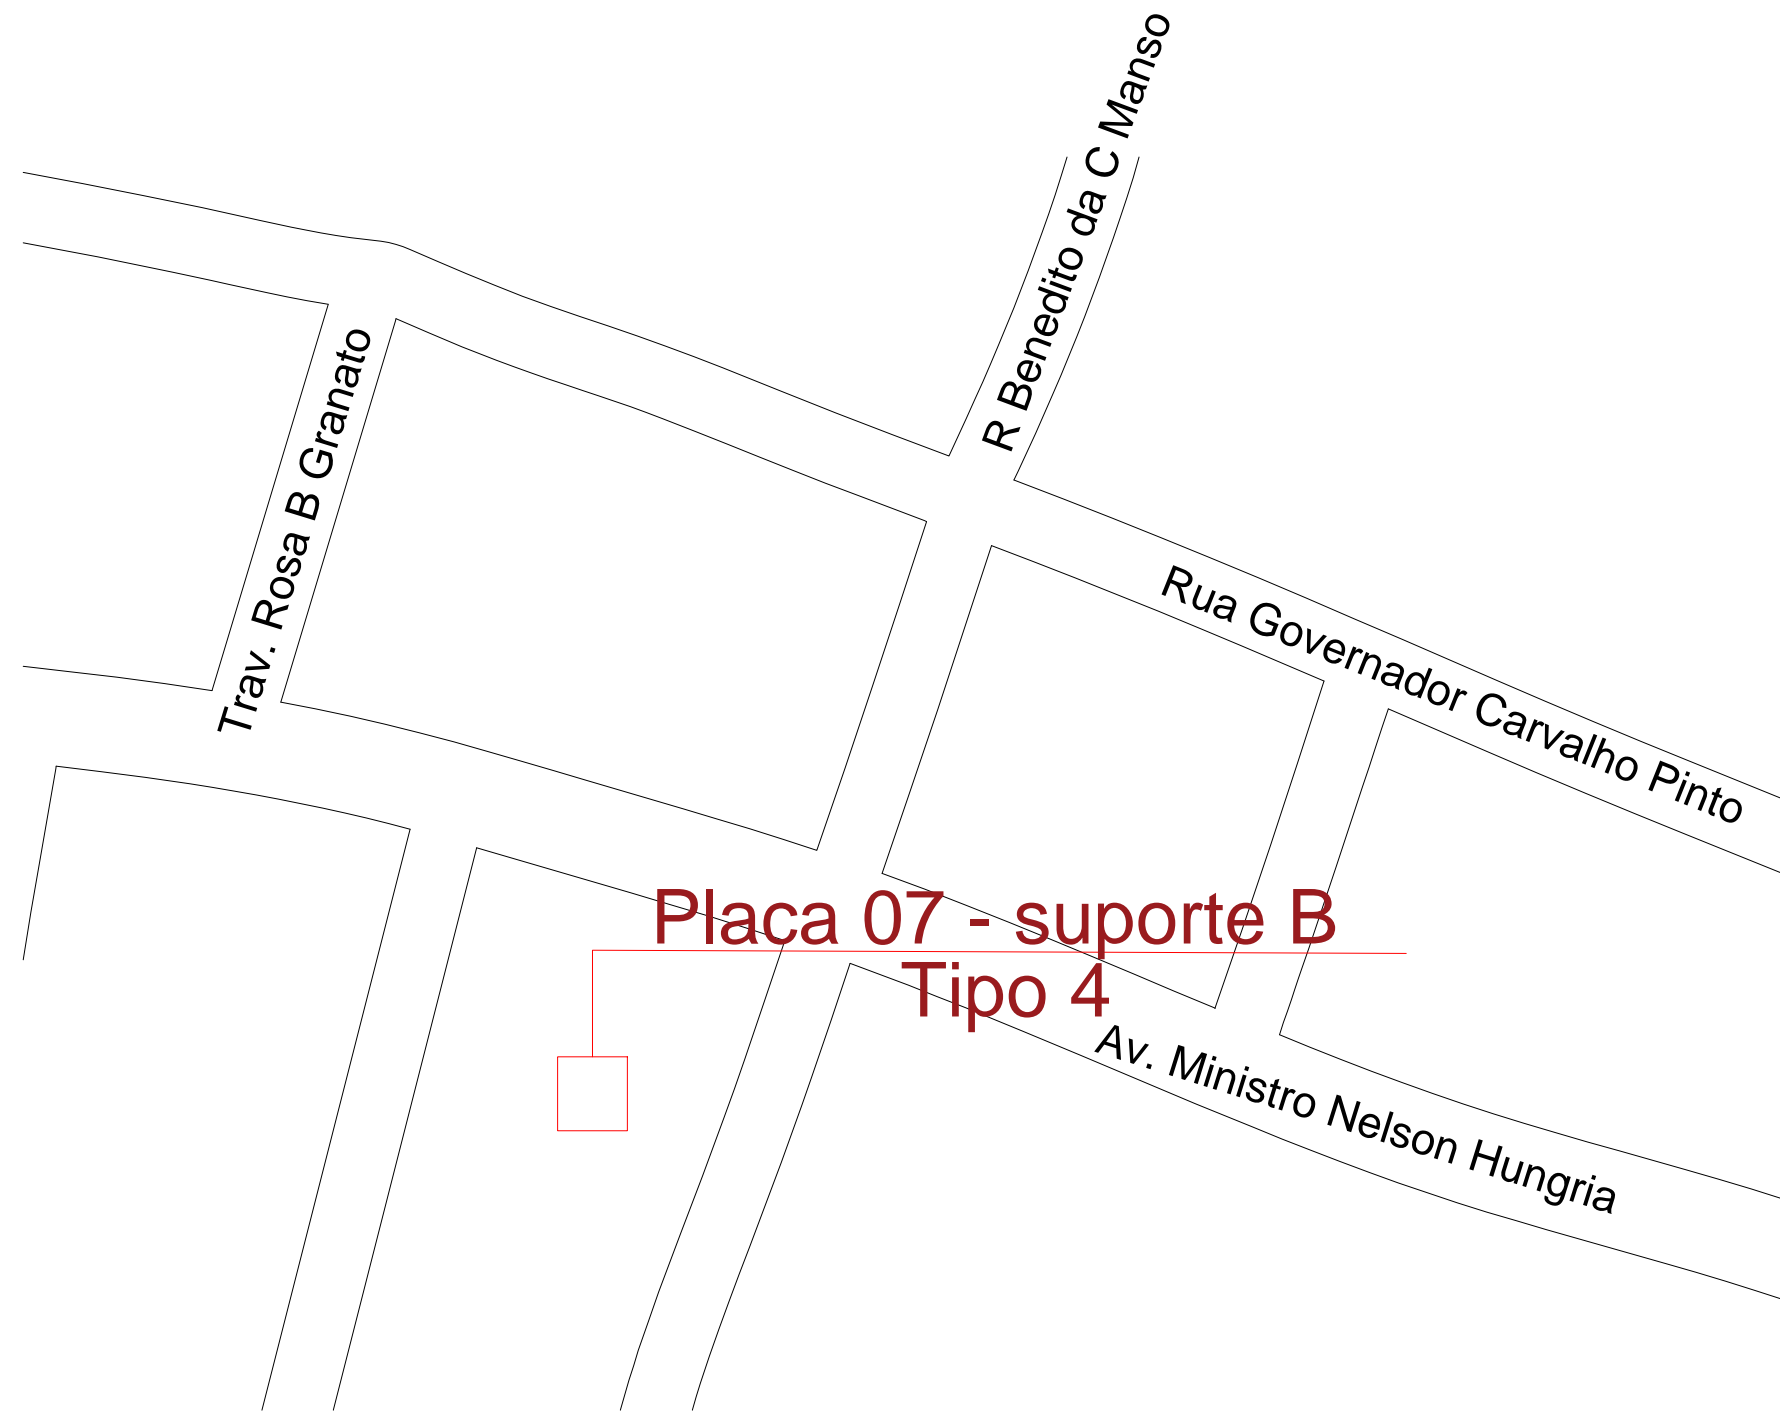 R Benedito da C Manso
Trav. Rosa B Granato
Rua Governador Carvalho Pinto
Placa 07 - suporte B
Tipo 4
Av. Ministro Nelson Hungria